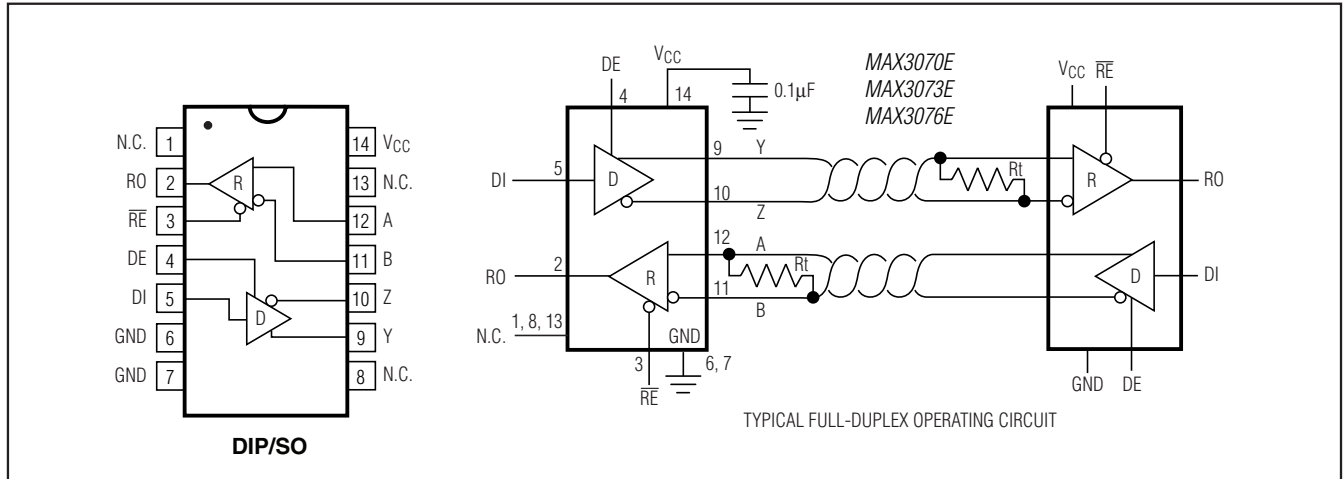 N.C. 1
RO 2
RE 3
DE 4
DI 5
GND 6
GND 7
R
D
14 VCC
13 N.C.
12 A
11 B
10 Z
9 Y
8 N.C.
DIP/SO
DE
4
VCC
14
0.1µF
MAX3070E
MAX3073E
MAX3076E
VCC RE
DI 5
D
9 Y
10
Z
Rt
R
RO
RO 2
R
12 A
11
B
Rt
D
DI
N.C. 1, 8, 13
3
RE
GND
6, 7
GND DE
TYPICAL FULL-DUPLEX OPERATING CIRCUIT